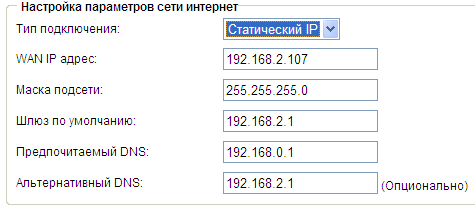 Настройка параметров сети интернет
Тип подключения: Статический IP
WAN IP адрес: 192.168.2.107
Маска подсети: 255.255.255.0
Шлюз по умолчанию: 192.168.2.1
Предпочитаемый DNS: 192.168.0.1
Альтернативный DNS: 192.168.2.1 (Опционально)